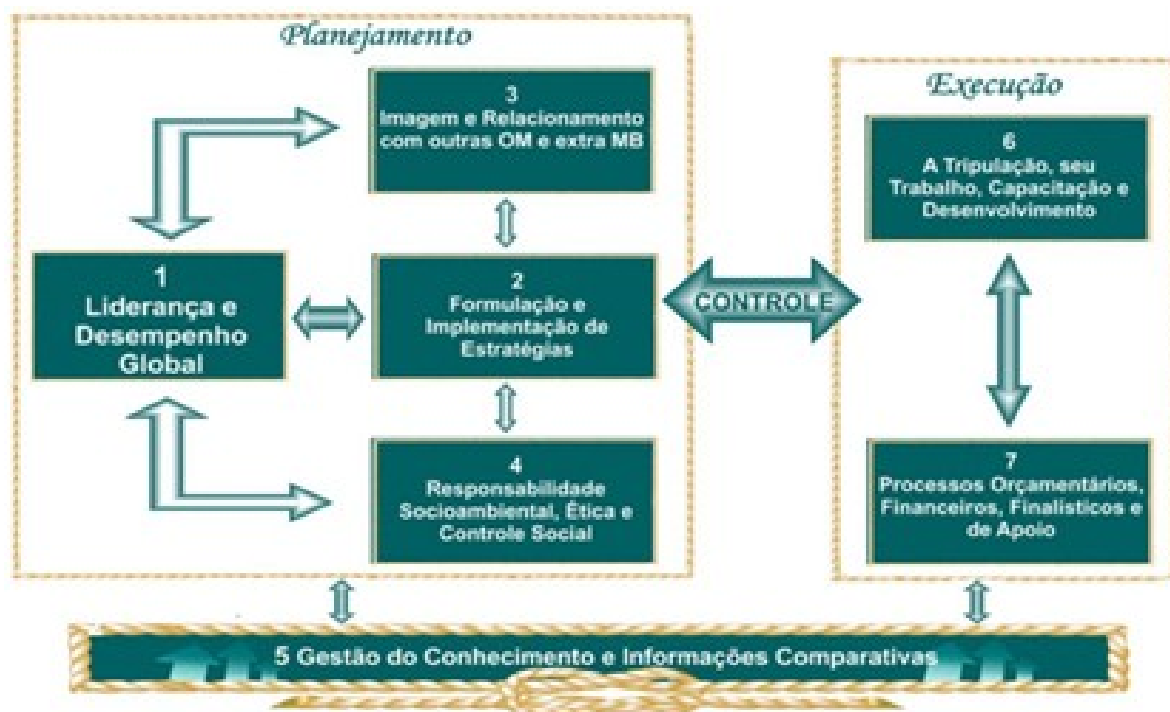 Planejamento
3
Imagem e Relacionamento
com outras OM e extra MB
1
Liderança e
Desempenho
Global
2
Formulação e
Implementação de
Estratégias
4
Responsabilidade
Socioambiental, Ética e
Controle Social
CONTROLE
Execução
6
A Tripulação, seu
Trabalho, Capacitação e
Desenvolvimento
7
Processos Orçamentários,
Financeiros, Finalísticos e
de Apoio
5 Gestão do Conhecimento e Informações Comparativas